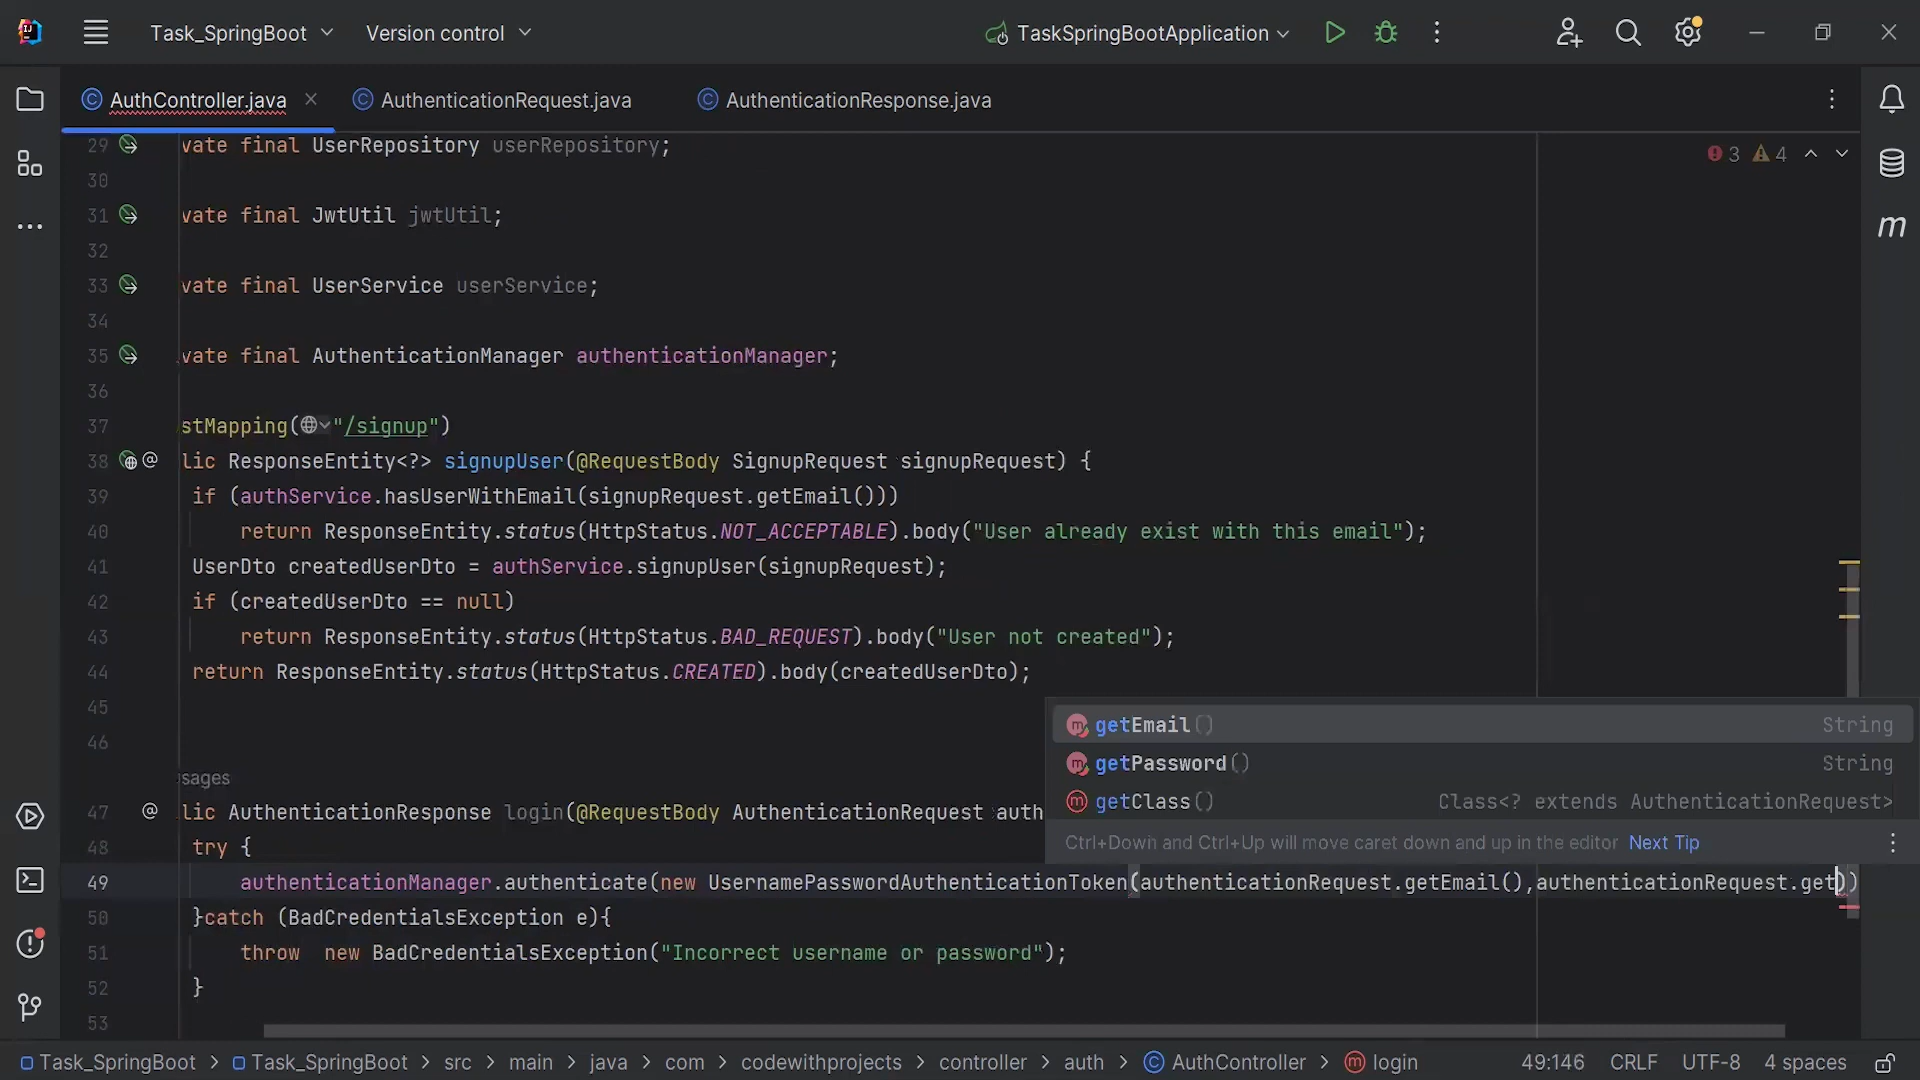 Task_SpringBoot Version control TaskSpringBootApplication
AuthController.java AuthenticationRequest.java AuthenticationResponse.java
3 4
29 vate final UserRepository userRepository;
30
31 vate final JwtUtil jwtUtil;
32
33 vate final UserService userService;
34
35 vate final AuthenticationManager authenticationManager;
36
37 stMapping("/signup")
38 @ lic ResponseEntity<?> signupUser(@RequestBody SignupRequest signupRequest) {
39 if (authService.hasUserWithEmail(signupRequest.getEmail()))
40 return ResponseEntity.status(HttpStatus.NOT_ACCEPTABLE).body("User already exist with this email");
41 UserDto createdUserDto = authService.signupUser(signupRequest);
42 if (createdUserDto == null)
43 return ResponseEntity.status(HttpStatus.BAD_REQUEST).body("User not created");
44 return ResponseEntity.status(HttpStatus.CREATED).body(createdUserDto);
45
46
sages
47 @ lic AuthenticationResponse login(@RequestBody AuthenticationRequest auth
48 try {
49 authenticationManager.authenticate(new UsernamePasswordAuthenticationToken(authenticationRequest.getEmail(),authenticationRequest.get))
50 }catch (BadCredentialsException e){
51 throw  new BadCredentialsException("Incorrect username or password");
52 }
53
getEmail() String
getPassword() String
getClass() Class<? extends AuthenticationRequest>
Ctrl+Down and Ctrl+Up will move caret down and up in the editor Next Tip
Task_SpringBoot > Task_SpringBoot > src > main > java > com > codewithprojects > controller > auth > AuthController > login 49:146 CRLF UTF-8 4 spaces